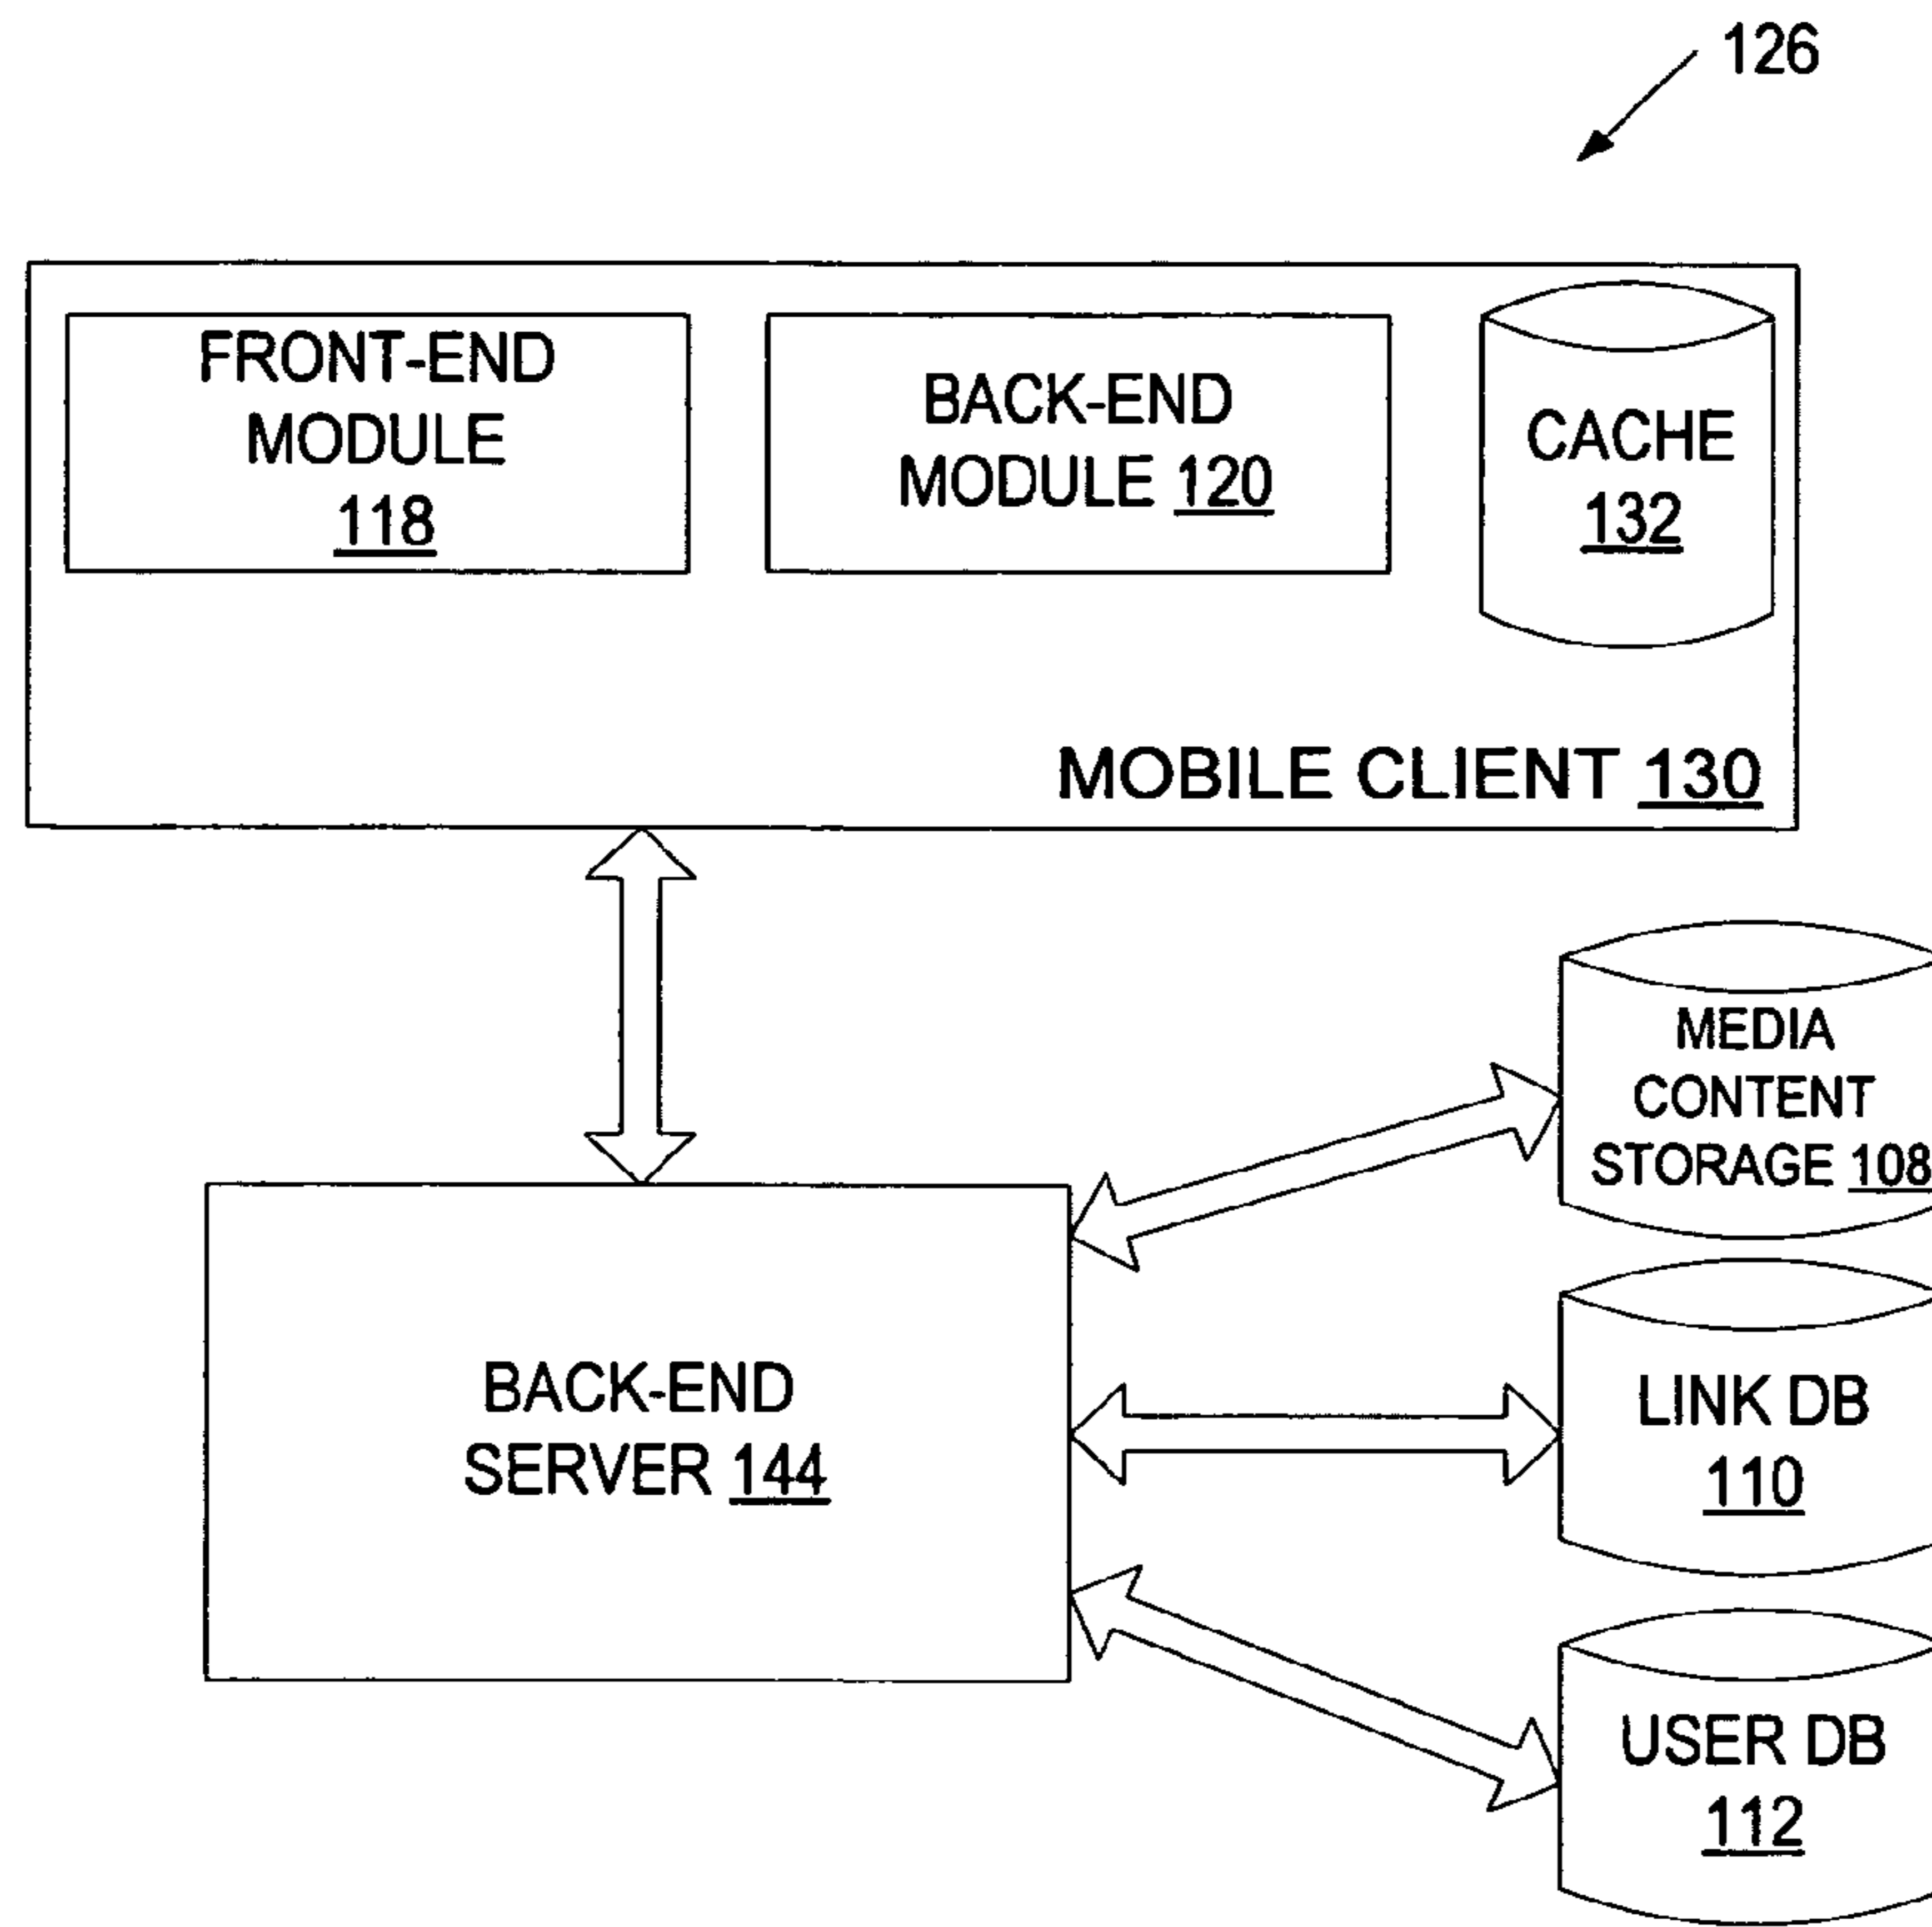 126
FRONT-END
MODULE
118
BACK-END
MODULE 120
CACHE
132
MOBILE CLIENT 130
MEDIA
CONTENT
STORAGE 108
BACK-END
SERVER 144
LINK DB
110
USER DB
112